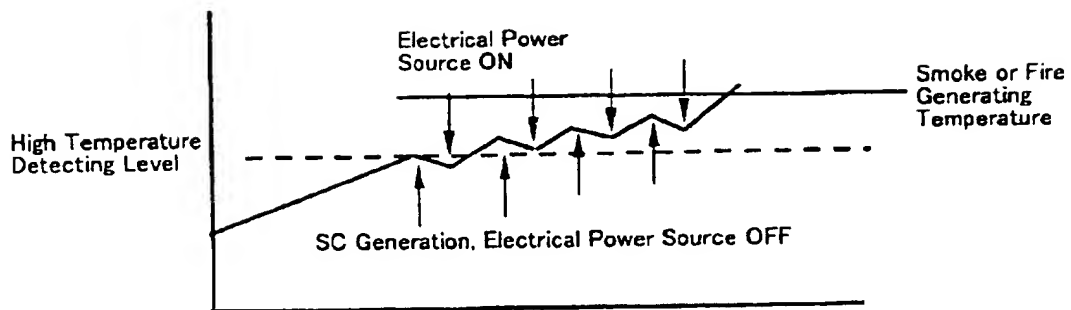 Electrical Power
Source ON
Smoke or Fire
Generating
Temperature
High Temperature
Detecting Level
SC Generation, Electrical Power Source OFF